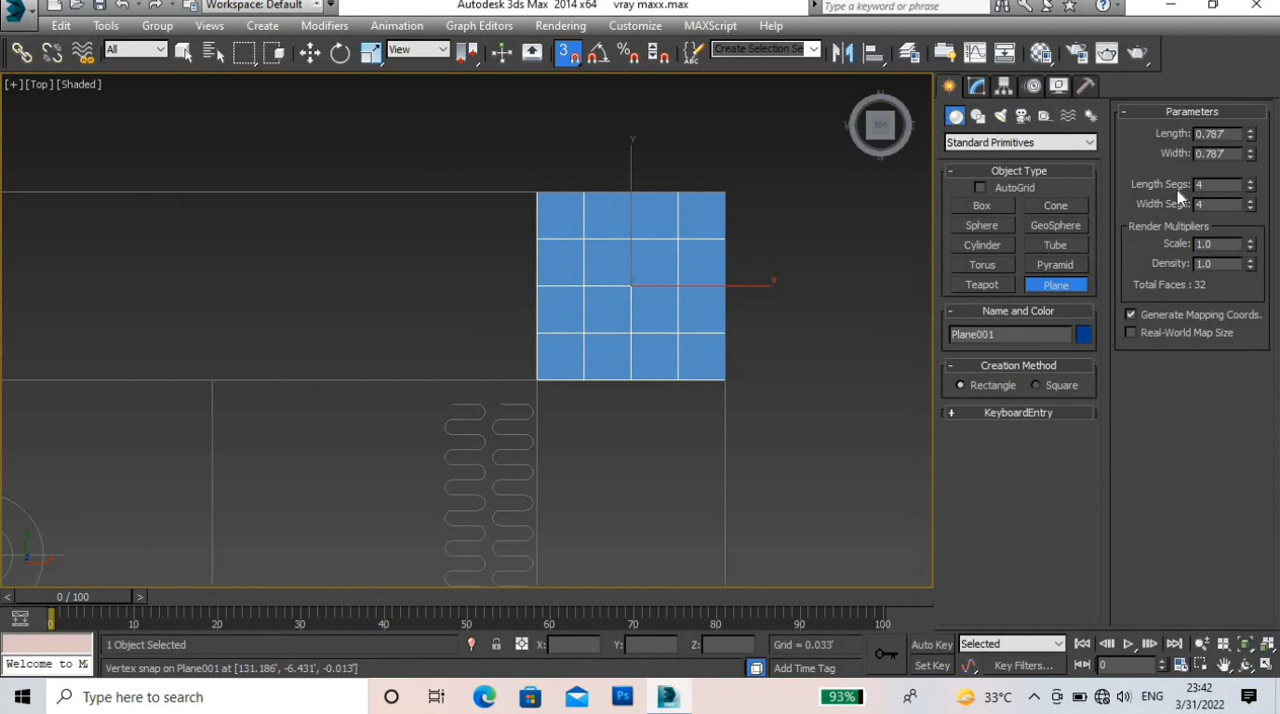 Workspace: Default
Autodesk 3ds Max 2014 x64 vray maxx.max
Type a keyword or phrase
Edit Tools Group Views Create Modifiers Animation Graph Editors Rendering Customize MAXScript Help
All View 3 Create Selection Se
[+] [Top] [Shaded]
TOP
y
x
Standard Primitives
- Object Type
AutoGrid
Box Cone
Sphere GeoSphere
Cylinder Tube
Torus Pyramid
Teapot Plane
- Name and Color
Plane001
- Creation Method
Rectangle Square
+ KeyboardEntry
- Parameters
Length: 0.787'
Width: 0.787'
Length Segs: 4
Width Segs: 4
Render Multipliers
Scale: 1.0
Density: 1.0
Total Faces : 32
Generate Mapping Coords.
Real-World Map Size
< 0 / 100 >
0 10 20 30 40 50 60 70 80 90 100
1 Object Selected X: Y: Z: Grid = 0.033' Auto Key Selected
Welcome to M Vertex snap on Plane001 at [131.186', -6.431', -0.013'] Add Time Tag Set Key Key Filters... 0
Type here to search
Ps
93%
33°C
ENG
23:42
3/31/2022